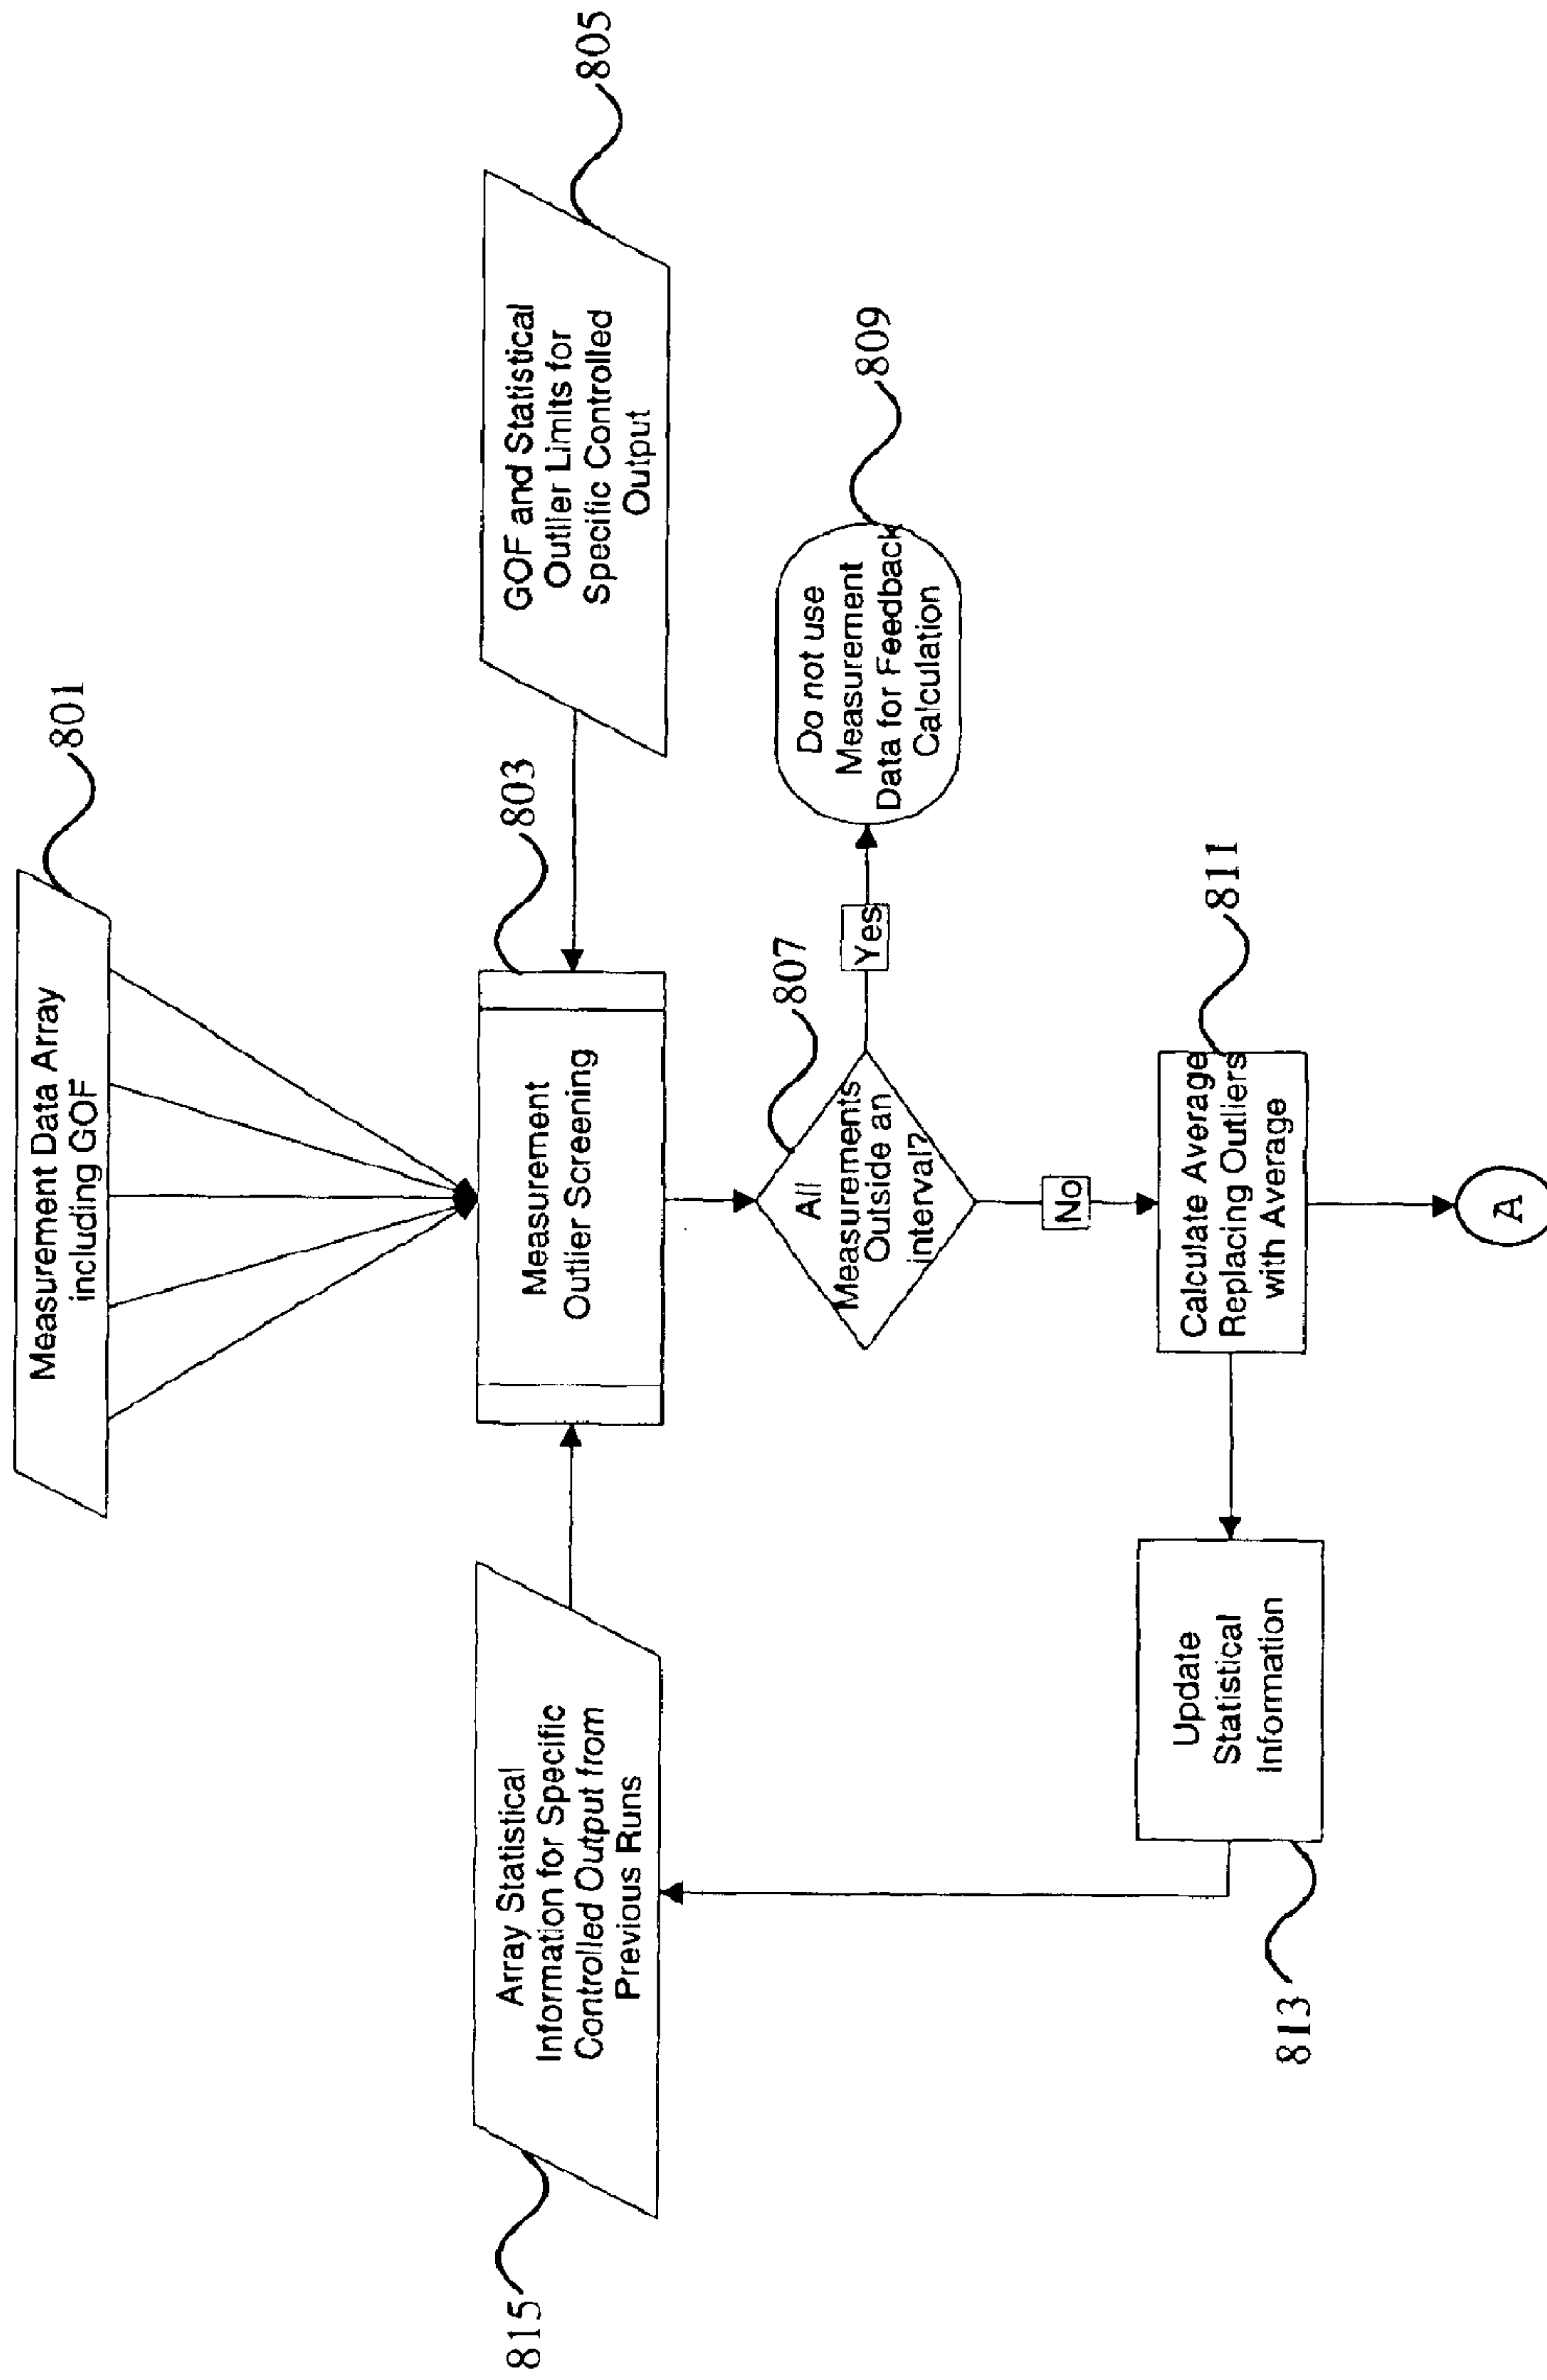 801
Measurement Data Array
including GOF
815
Array Statistical
Information for Specific
Controlled Output from
Previous Runs
803
Measurement
Outlier Screening
805
GOF and Statistical
Outlier Limits for
Specific Controlled
Output
807
All
Measurements
Outside an
interval?
Yes
809
Do not use
Measurement
Data for Feedback
Calculation
No
813
Update
Statistical
Information
811
Calculate Average
Replacing Outliers
with Average
A